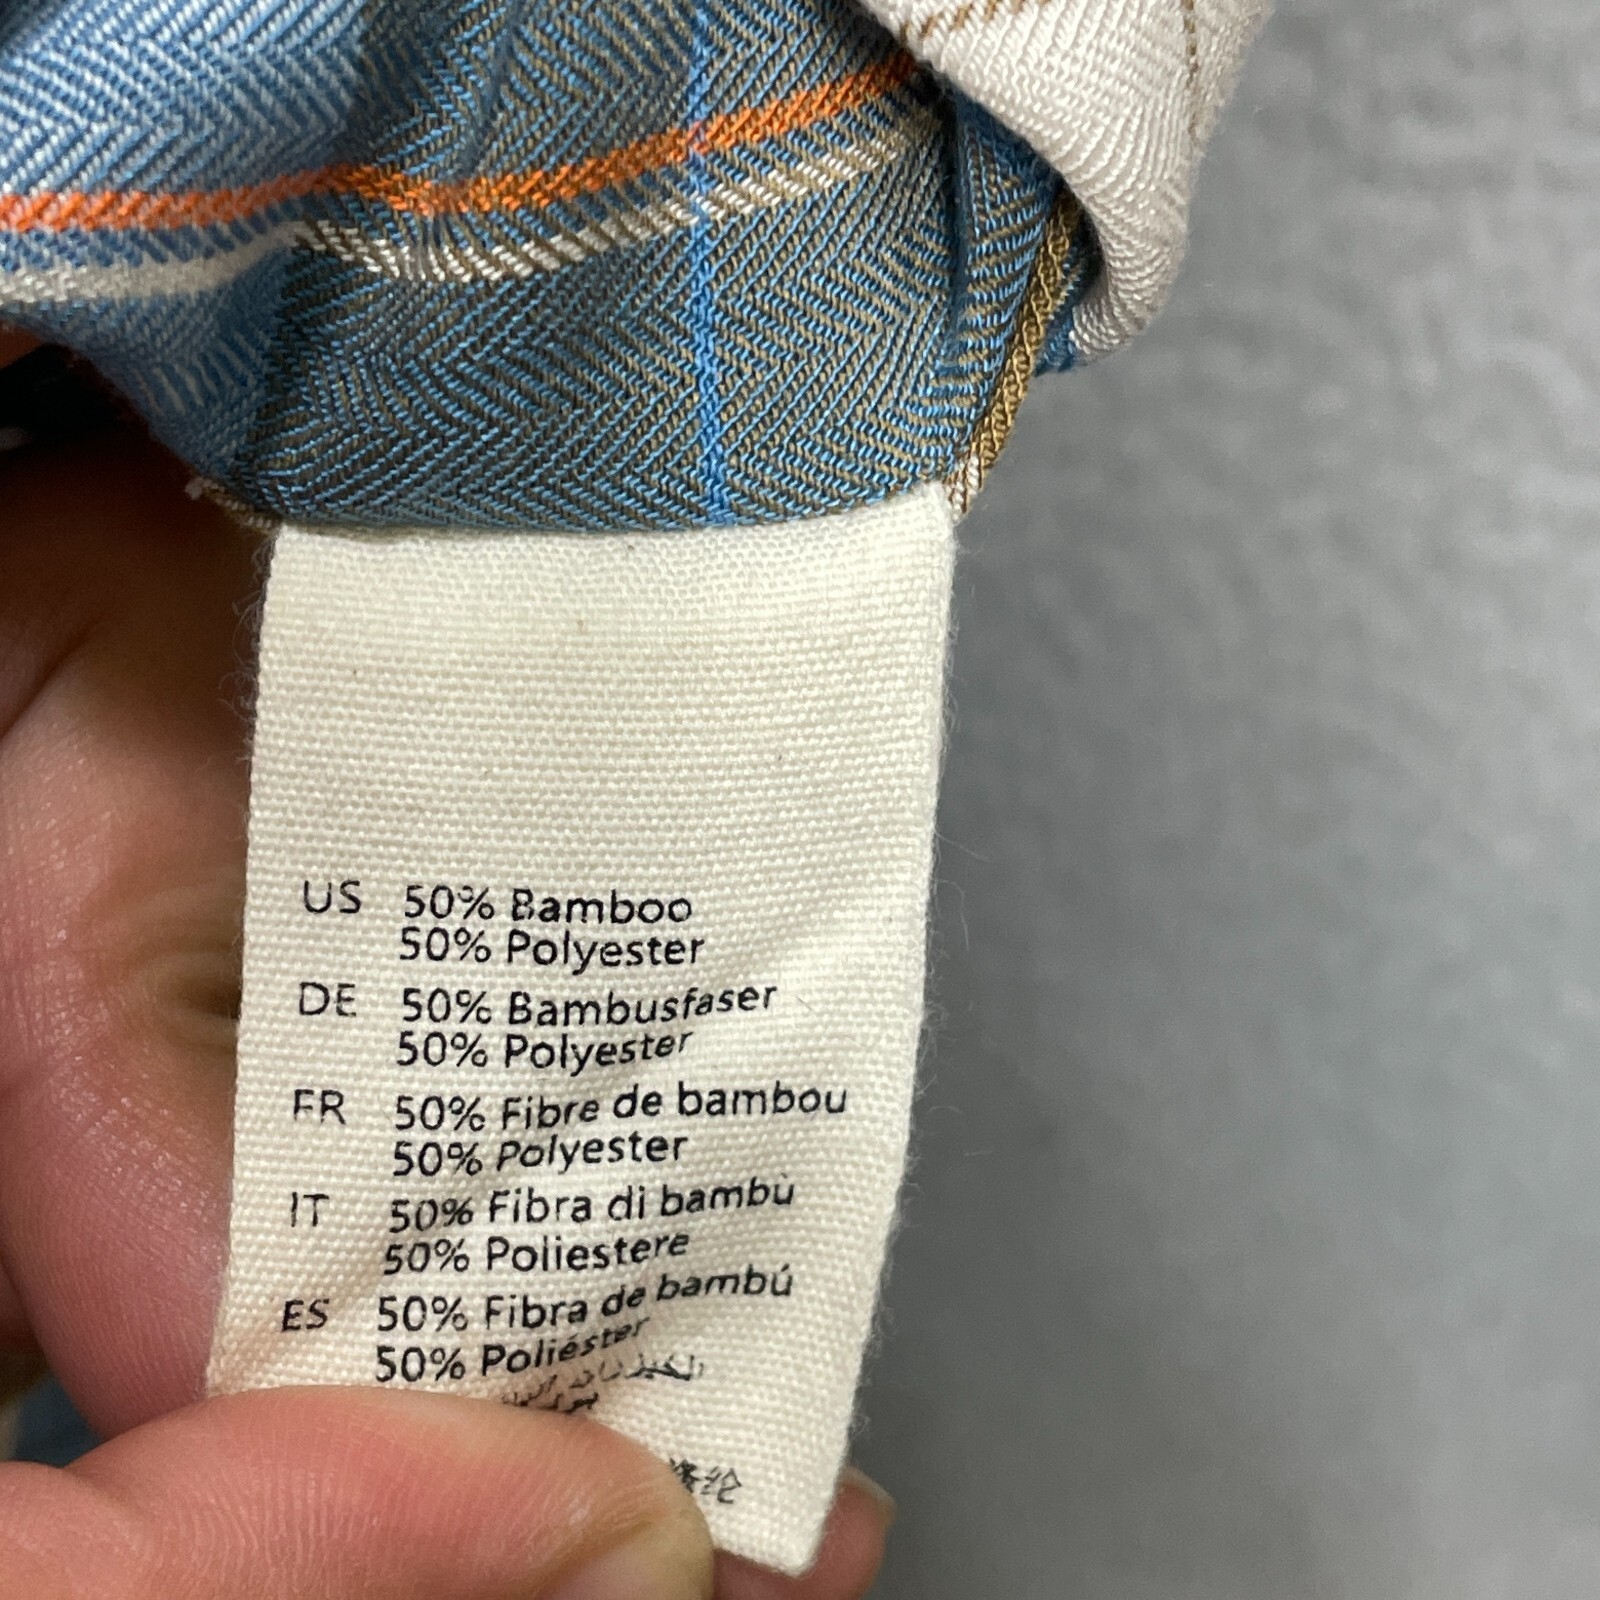 US 50% Bamboo
50% Polyester
DE 50% Bambusfaser
50% Polyester
FR 50% Fibre de bambou
50% Polyester
IT 50% Fibra di bambù
50% Poliestere
ES 50% Fibra de bambú
50% Poliéster